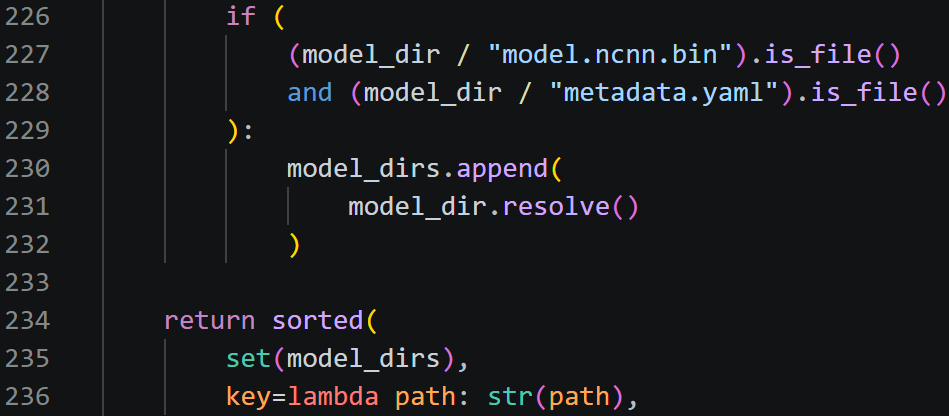 226            if (
227                (model_dir / "model.ncnn.bin").is_file()
228                and (model_dir / "metadata.yaml").is_file()
229            ):
230                model_dirs.append(
231                    model_dir.resolve()
232                )
233
234        return sorted(
235            set(model_dirs),
236            key=lambda path: str(path),